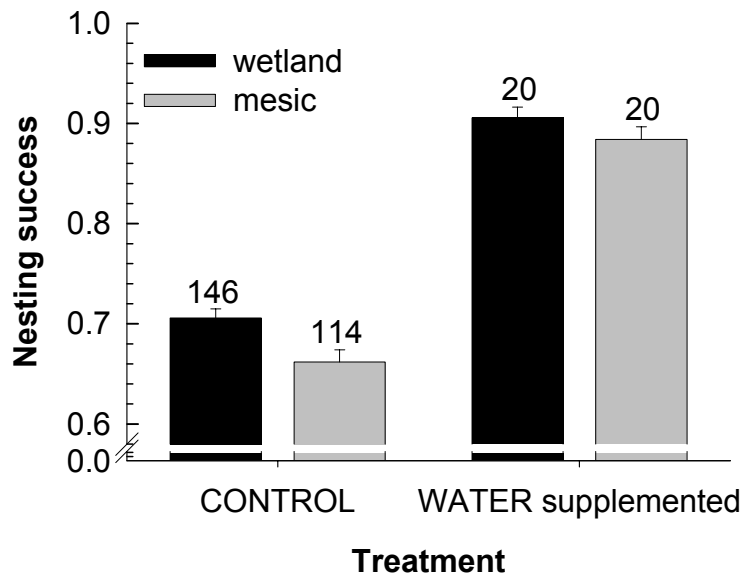 Nesting success
1.0
0.9
0.8
0.7
0.6
0.0
wetland
mesic
146
114
20
20
CONTROL
WATER supplemented
Treatment